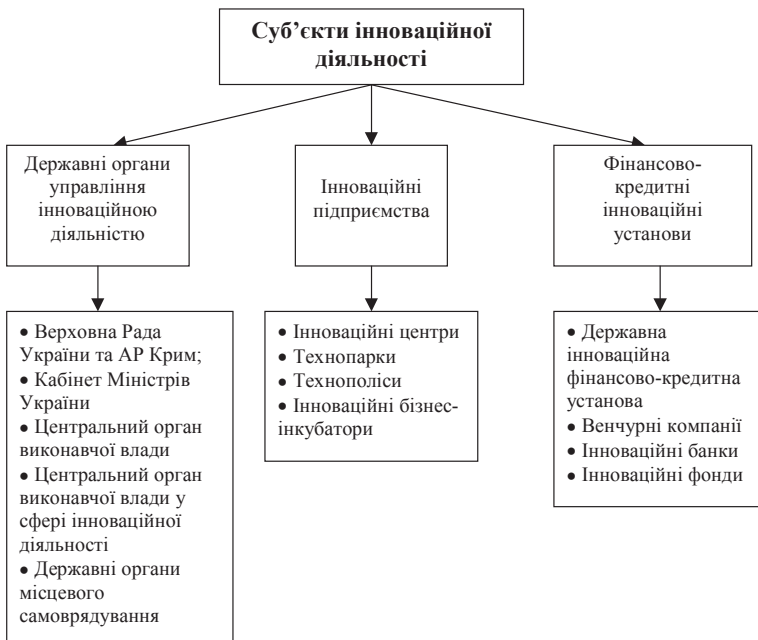 Суб’єкти інноваційної
діяльності
Державні органи
управління
інноваційною
діяльністю
Інноваційні
підприємства
Фінансово-
кредитні
інноваційні
установи
• Верховна Рада
України та АР Крим;
• Кабінет Міністрів
України
• Центральний орган
виконавчої влади
• Центральний орган
виконавчої влади у
сфері інноваційної
діяльності
• Державні органи
місцевого
самоврядування
• Інноваційні центри
• Технопарки
• Технополіси
• Інноваційні бізнес-
інкубатори
• Державна
інноваційна
фінансово-кредитна
установа
• Венчурні компанії
• Інноваційні банки
• Інноваційні фонди